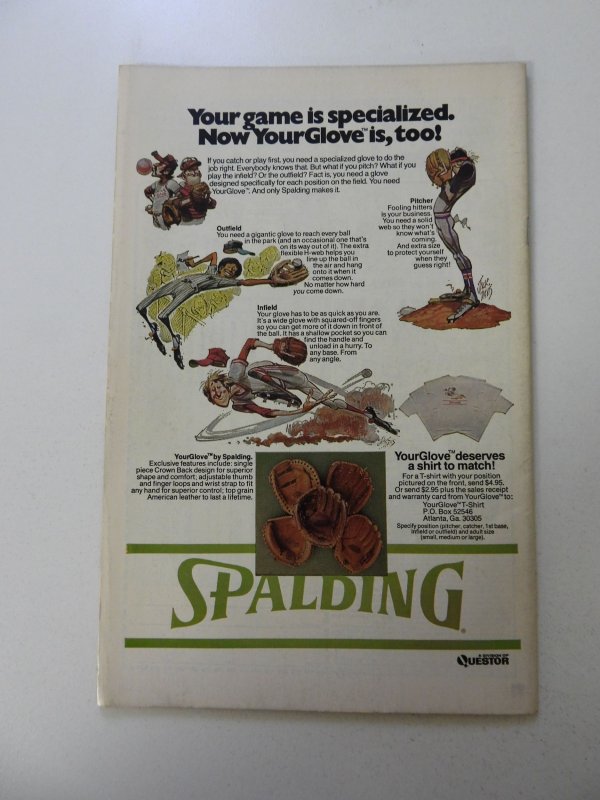 Your game is specialized.
Now YourGlove™ is, too!
If you catch or play first, you need a specialized glove to do the
job right. Everybody knows that. But what if you pitch? What if you
play the infield? Or the outfield? Fact is, you need a glove
designed specifically for each position on the field. You need
YourGlove™. And only Spalding makes it.
Pitcher
Fooling hitters
is your business.
You need a solid
web so they won't
know what's
coming.
And extra size
to protect yourself
when they
guess right!
Outfield
You need a gigantic glove to reach every ball
in the park (and an occasional one that's
on its way out of it). The extra
flexible H-web helps you
line up the ball in
the air and hang
onto it when it
comes down.
No matter how hard
you come down.
Infield
Your glove has to be as quick as you are.
It's a wide glove with squared-off fingers
so you can get more of it down in front of
the ball. It has a shallow pocket so you can
find the handle and
unload in a hurry. To
any base. From
any angle.
YourGlove™ by Spalding.
Exclusive features include: single
piece Crown Back design for superior
shape and comfort; adjustable thumb
and finger loops and wrist strap to fit
any hand for superior control; top grain
American leather to last a lifetime.
YourGlove™ deserves
a shirt to match!
For a T-shirt with your position
pictured on the front, send $4.95.
Or send $2.95 plus the sales receipt
and warranty card from YourGlove™ to:
YourGlove™ T-Shirt
P.O. Box 52546
Atlanta, Ga. 30305
Specify position (pitcher, catcher, 1st base,
infield or outfield) and adult size
(small, medium or large).
SPALDING®
A DIVISION OF
QUESTOR